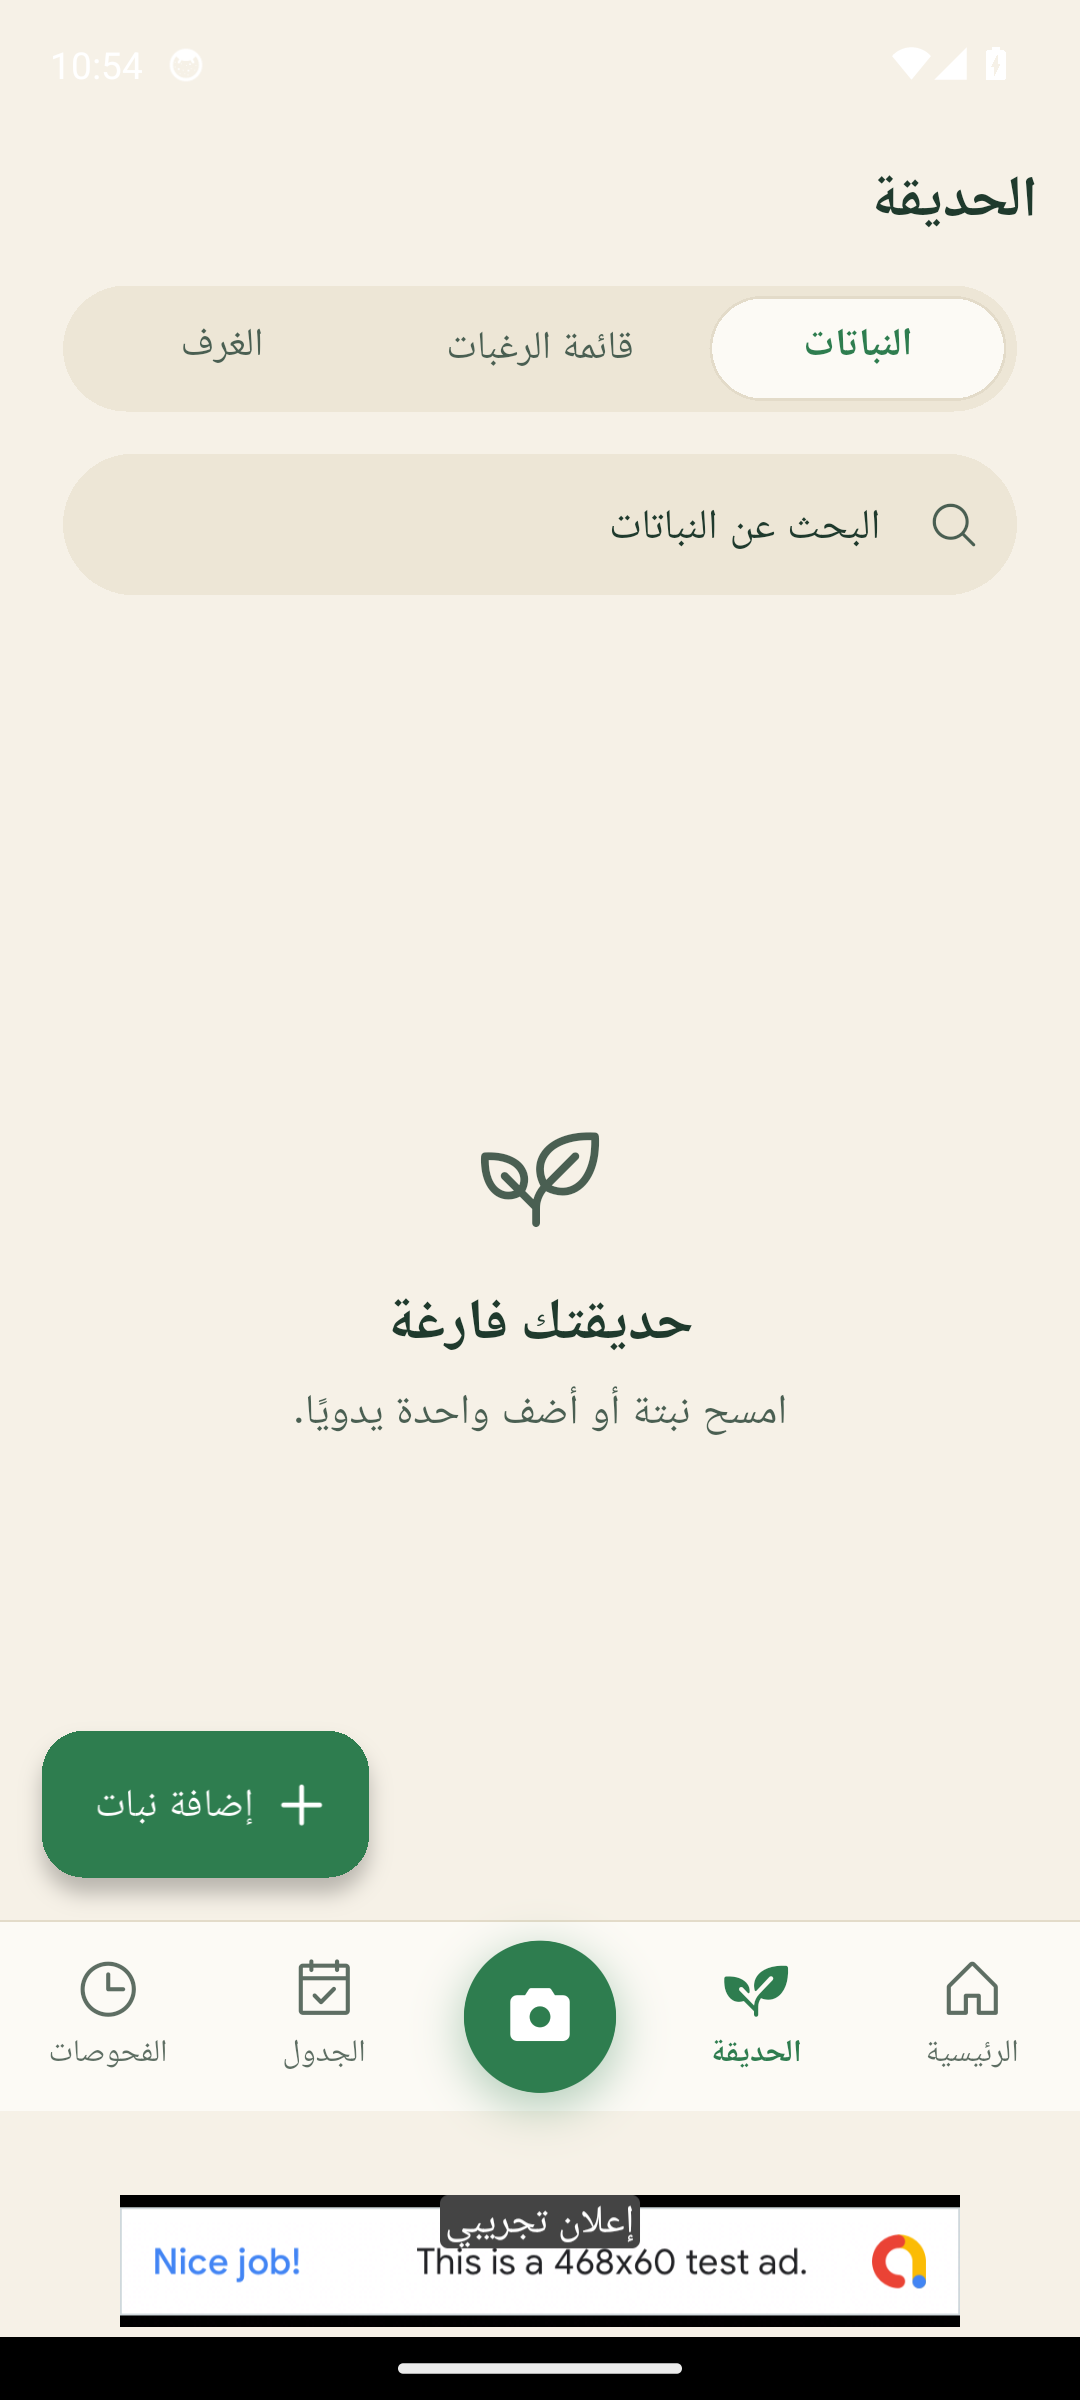 10:54
الحديقة
النباتات
قائمة الرغبات
الغرف
البحث عن النباتات
حديقتك فارغة
امسح نبتة أو أضف واحدة يدويًا.
إضافة نبات
الرئيسية
الحديقة
الجدول
الفحوصات
إعلان تجريبي
Nice job!
This is a 468x60 test ad.